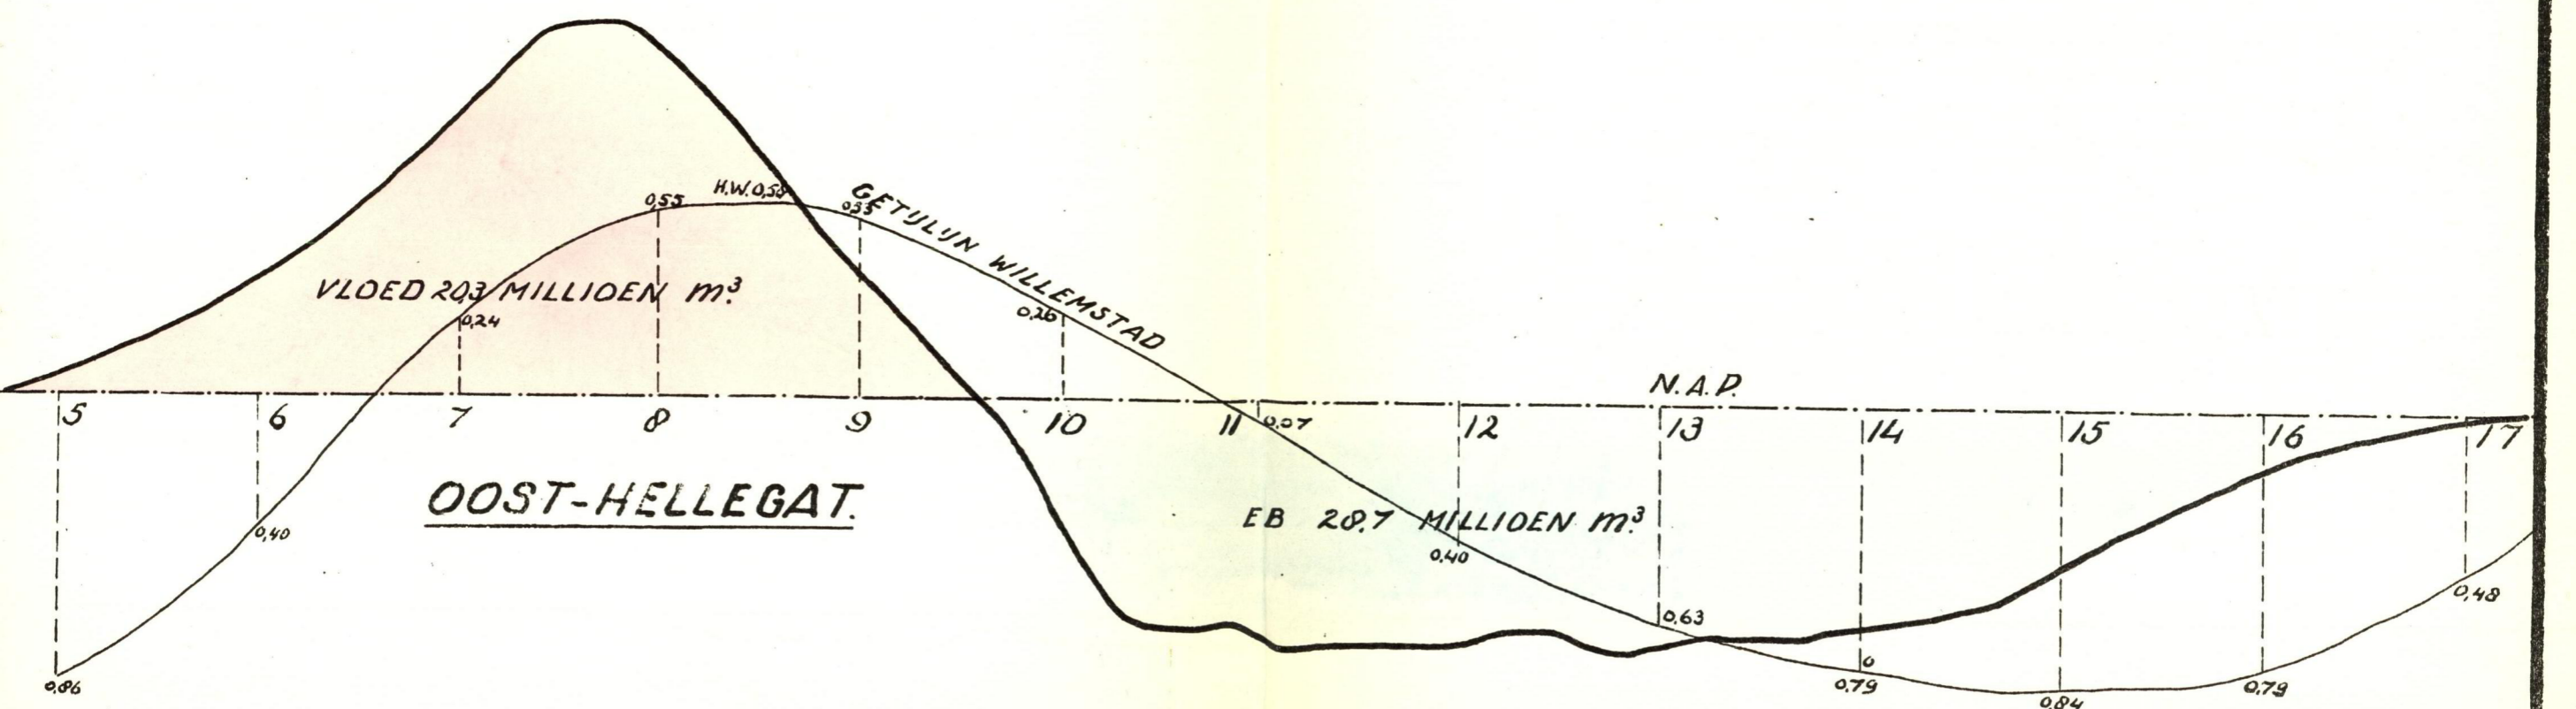 H.W. 0,58
0,55
0,55
GETIJLIJN WILLEMSTAD
VLOED 20,3 MILLIOEN m³.
0,24
0,26
N.A.P.
5 6 7 8 9 10 11 12 13 14 15 16 17
0,07
OOST-HELLEGAT.
0,40
EB 28,7 MILLIOEN m³.
0,40
0,48
0,63
0
0,86
0,79
0,84
0,79